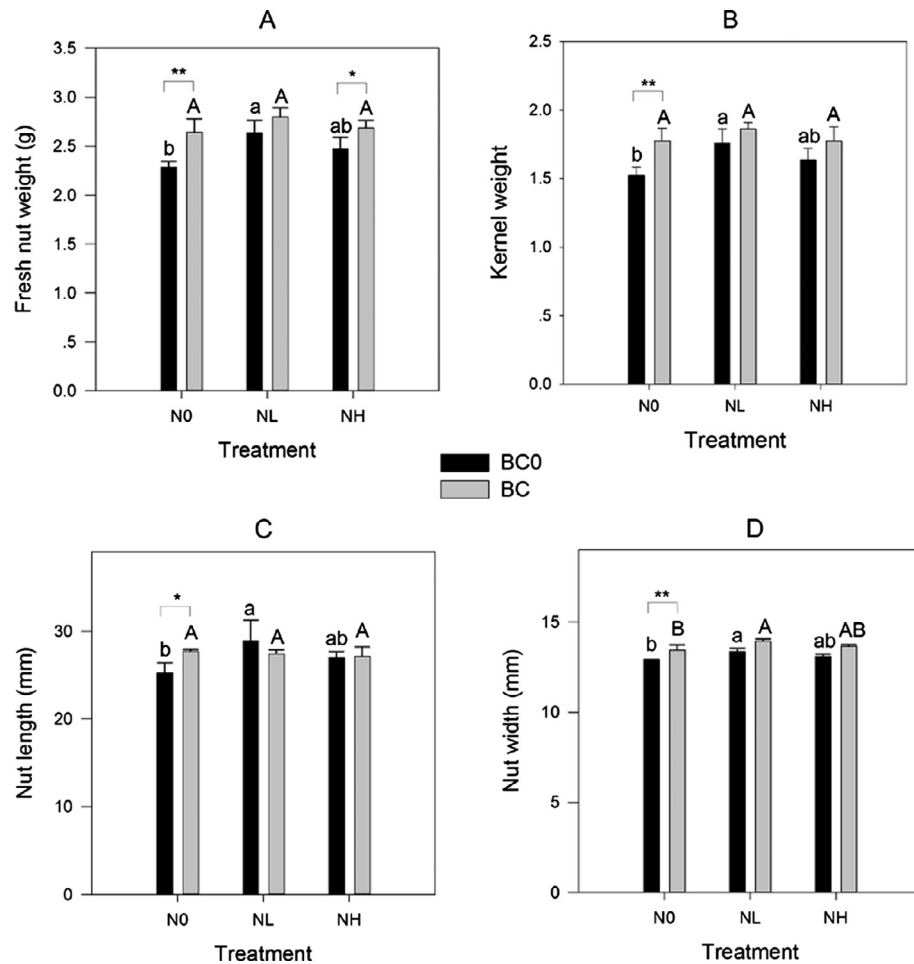 A
Fresh nut weight (g)
3.5
3.0
2.5
2.0
1.5
1.0
.5
0.0
**
*
b
A
a
A
ab
A
N0 NL NH
Treatment
B
Kernel weight
2.5
2.0
1.5
1.0
.5
0.0
**
b
A
a
A
ab
A
N0 NL NH
Treatment
BC0
BC
C
Nut length (mm)
30
20
10
0
*
b
A
a
A
ab
A
N0 NL NH
Treatment
D
Nut width (mm)
15
10
5
0
**
b
B
a
A
ab
AB
N0 NL NH
Treatment